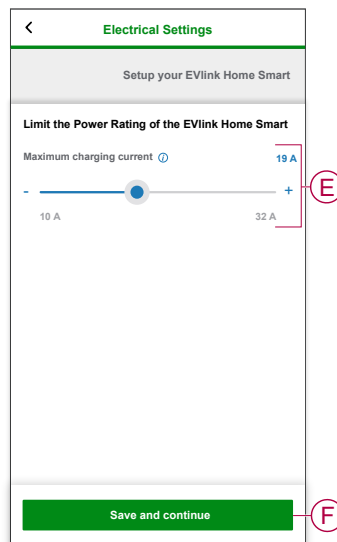 Electrical Settings
Setup your EVlink Home Smart
Limit the Power Rating of the EVlink Home Smart
Maximum charging current i
19 A
- +
10 A 32 A
E
Save and continue
F